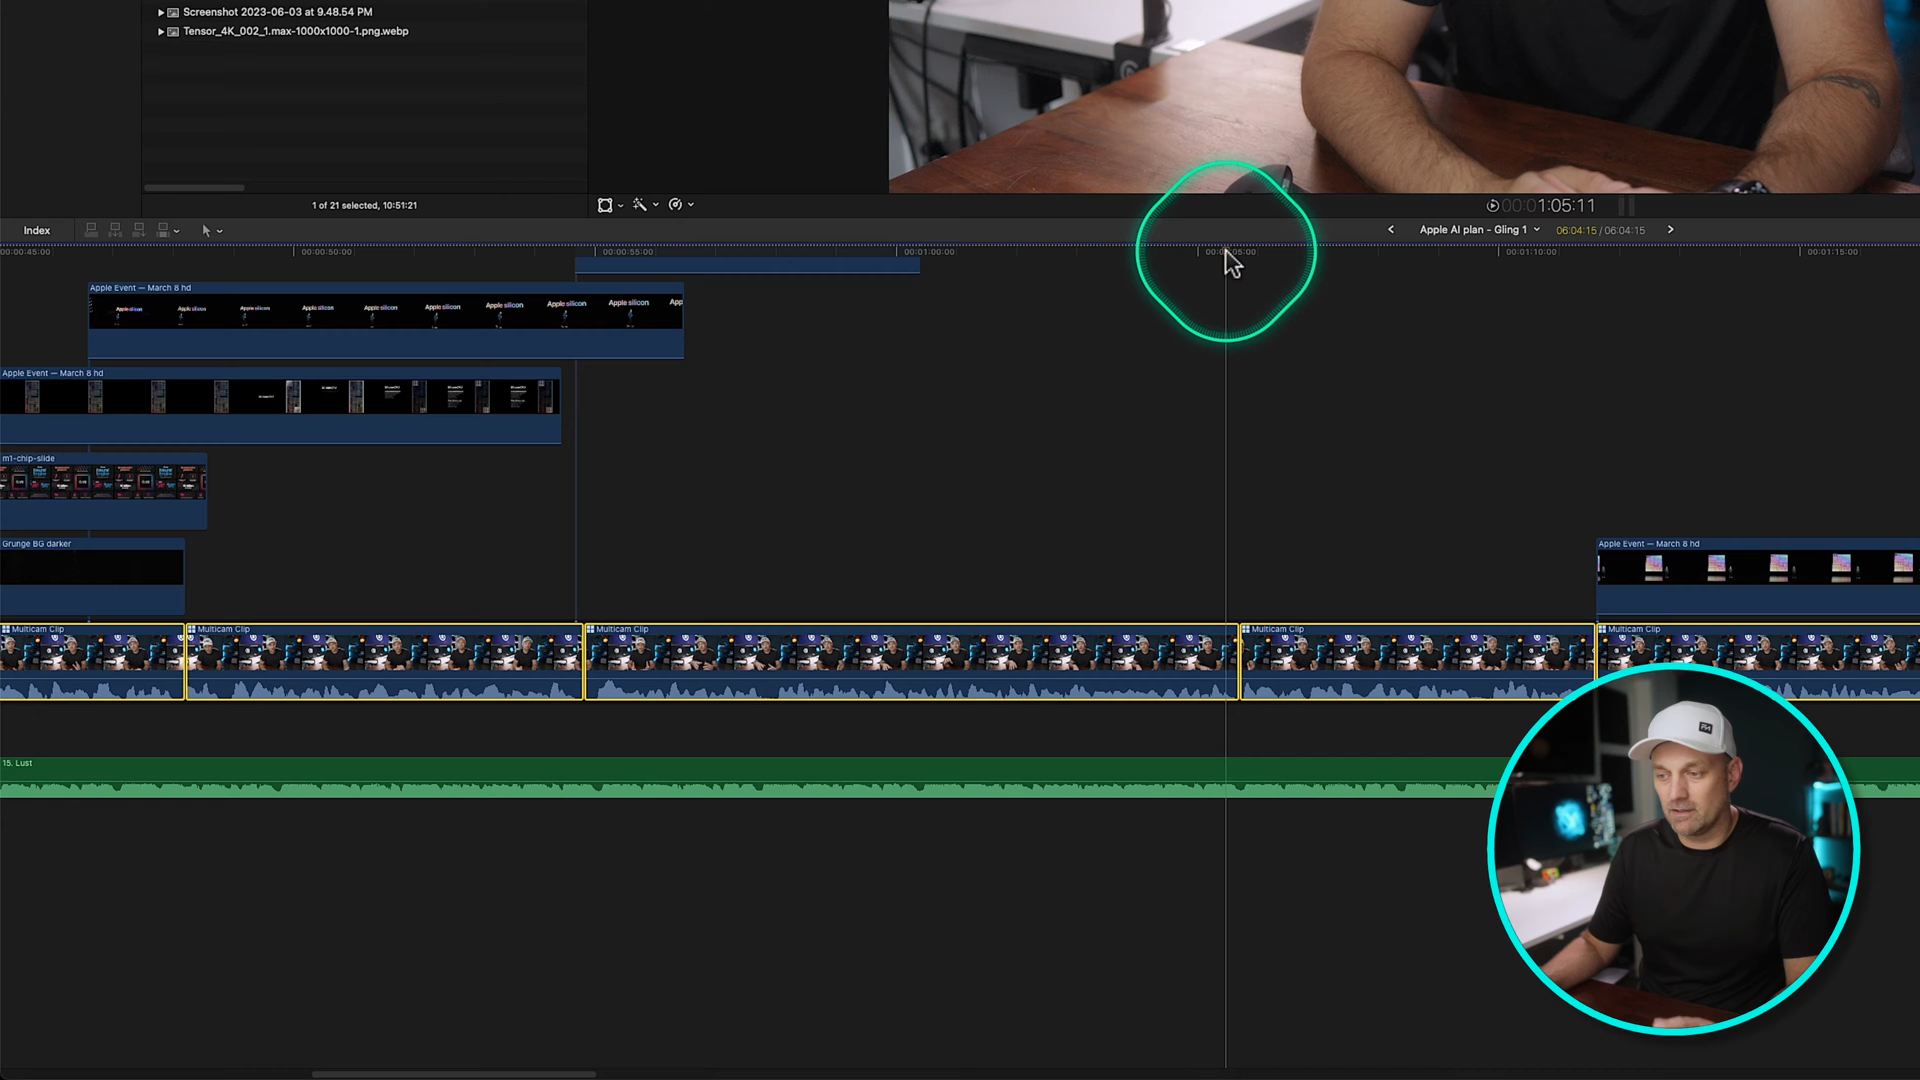 Screenshot 2023-06-03 at 9.48.54 PM
Tensor_4K_002_1.max-1000x1000-1.png.webp
1 of 21 selected, 10:51:21
00:00:1:05:11
Index
Apple AI plan - Gling 1
06:04:15 / 06:04:15
00:00:45:00
00:00:50:00
00:00:55:00
00:01:00:00
00:01:10:00
00:01:15:00
Apple Event — March 8 hd
Apple silicon
Apple silicon
Apple silicon
Apple silicon
Apple silicon
Apple silicon
Apple silicon
Apple silicon
Apple silicon
App
Apple Event — March 8 hd
m1-chip-slide
Grunge BG darker
Apple Event — March 8 hd
Multicam Clip
Multicam Clip
Multicam Clip
Multicam Clip
Multicam Clip
15. Lust